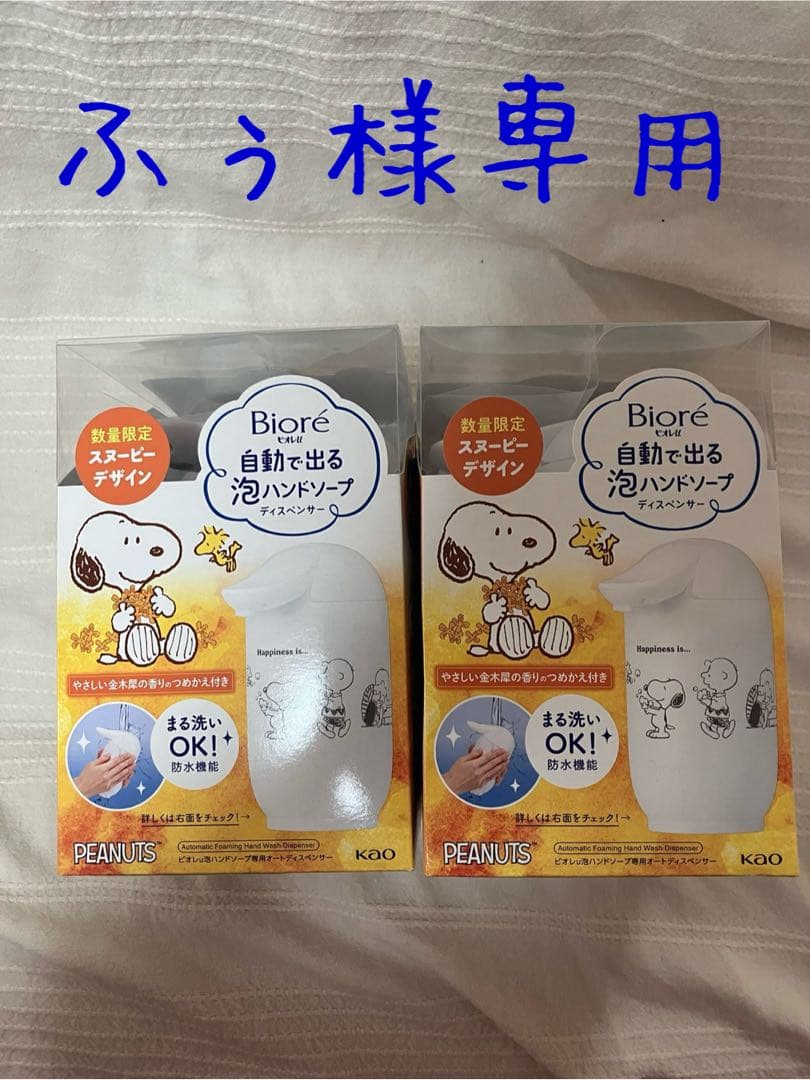 ふぅ様専用
数量限定
スヌーピー
デザイン
Bioré
ビオレu
自動で出る
泡ハンドソープ
ディスペンサー
Happiness is...
やさしい金木犀の香りのつめかえ付き
まる洗い
OK!
防水機能
詳しくは右面をチェック!→
PEANUTS™
Automatic Foaming Hand Wash-Dispenser
ビオレu泡ハンドソープ専用オートディスペンサー
Kao
数量限定
スヌーピー
デザイン
Bioré
ビオレu
自動で出る
泡ハンドソープ
ディスペンサー
Happiness is...
やさしい金木犀の香りのつめかえ付き
まる洗い
OK!
防水機能
詳しくは右面をチェック!→
PEANUTS™
Automatic Foaming Hand Wash-Dispenser
ビオレu泡ハンドソープ専用オートディスペンサー
Kao